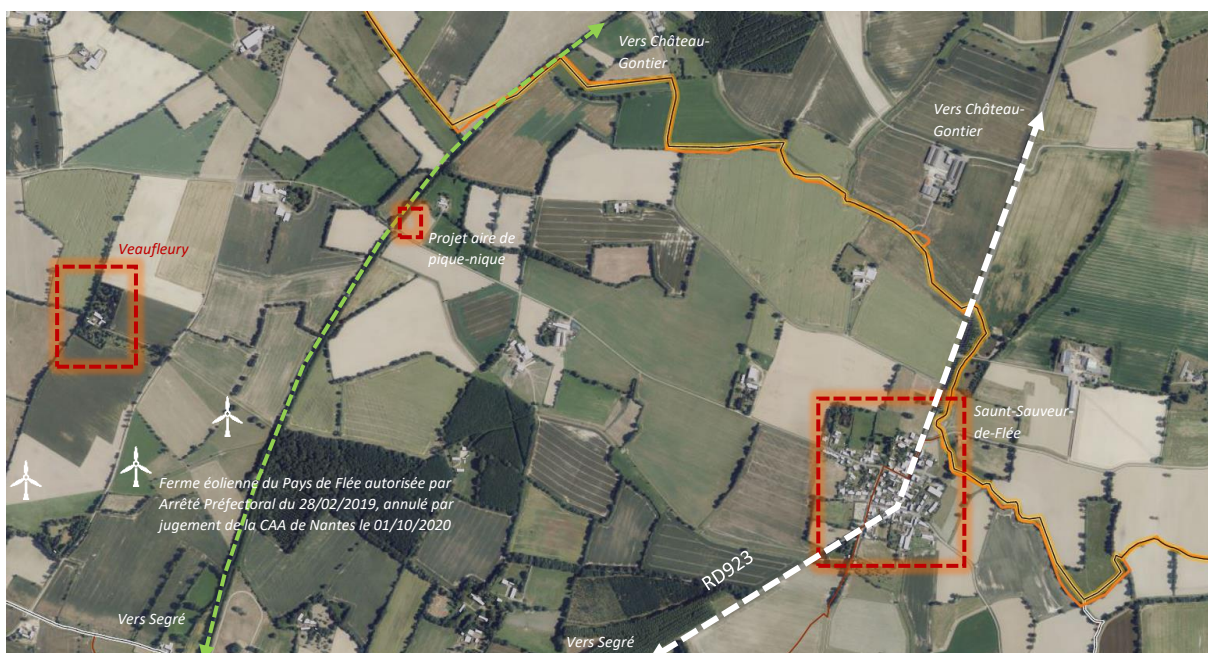 Vers Château-
Gontier
Vers Château-
Gontier
Projet aire de
pique-nique
Veaufleury
Saunt-Sauveur-
de-Flée
Ferme éolienne du Pays de Flée autorisée par
Arrêté Préfectoral du 28/02/2019, annulé par
jugement de la CAA de Nantes le 01/10/2020
RD923
Vers Segré
Vers Segré